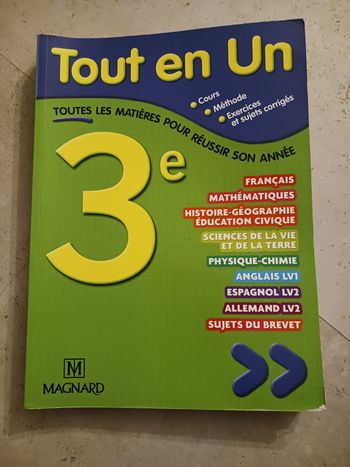 Tout en Un
• Cours
• Méthode
• Exercices
et sujets corrigés
TOUTES LES MATIÈRES POUR RÉUSSIR SON ANNÉE
3e
FRANÇAIS
MATHÉMATIQUES
HISTOIRE-GÉOGRAPHIE
ÉDUCATION CIVIQUE
SCIENCES DE LA VIE
ET DE LA TERRE
PHYSIQUE-CHIMIE
ANGLAIS LV1
ESPAGNOL LV2
ALLEMAND LV2
SUJETS DU BREVET
M
MAGNARD